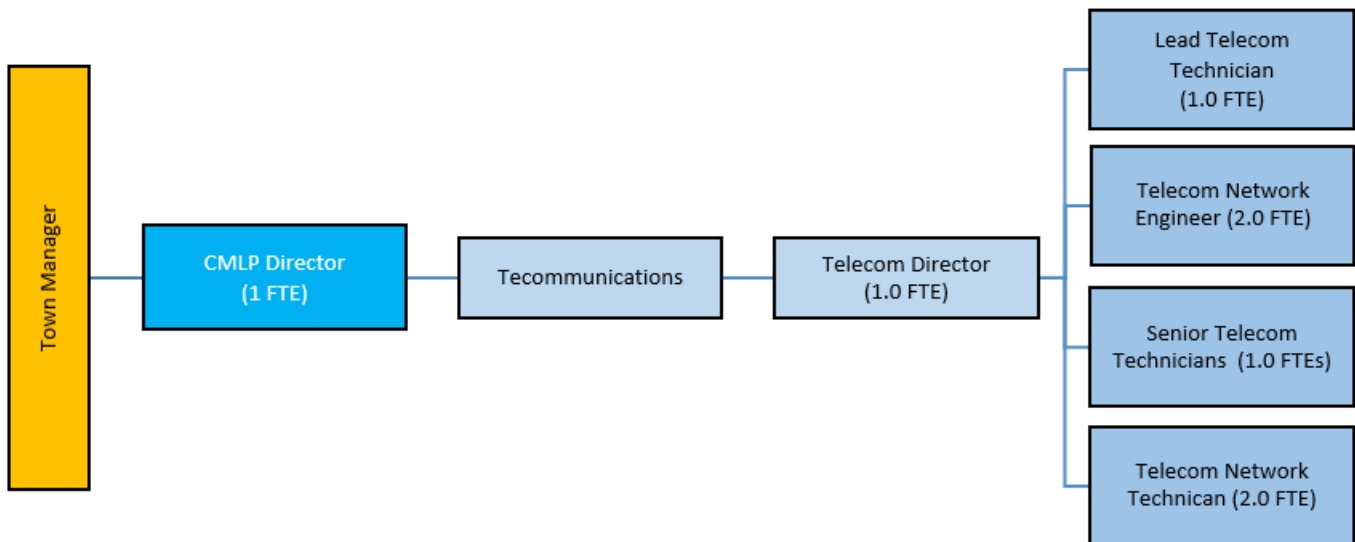 Town Manager
CMLP Director
(1 FTE)
Tecommunications
Telecom Director
(1.0 FTE)
Lead Telecom
Technician
(1.0 FTE)
Telecom Network
Engineer (2.0 FTE)
Senior Telecom
Technicians  (1.0 FTEs)
Telecom Network
Technican (2.0 FTE)